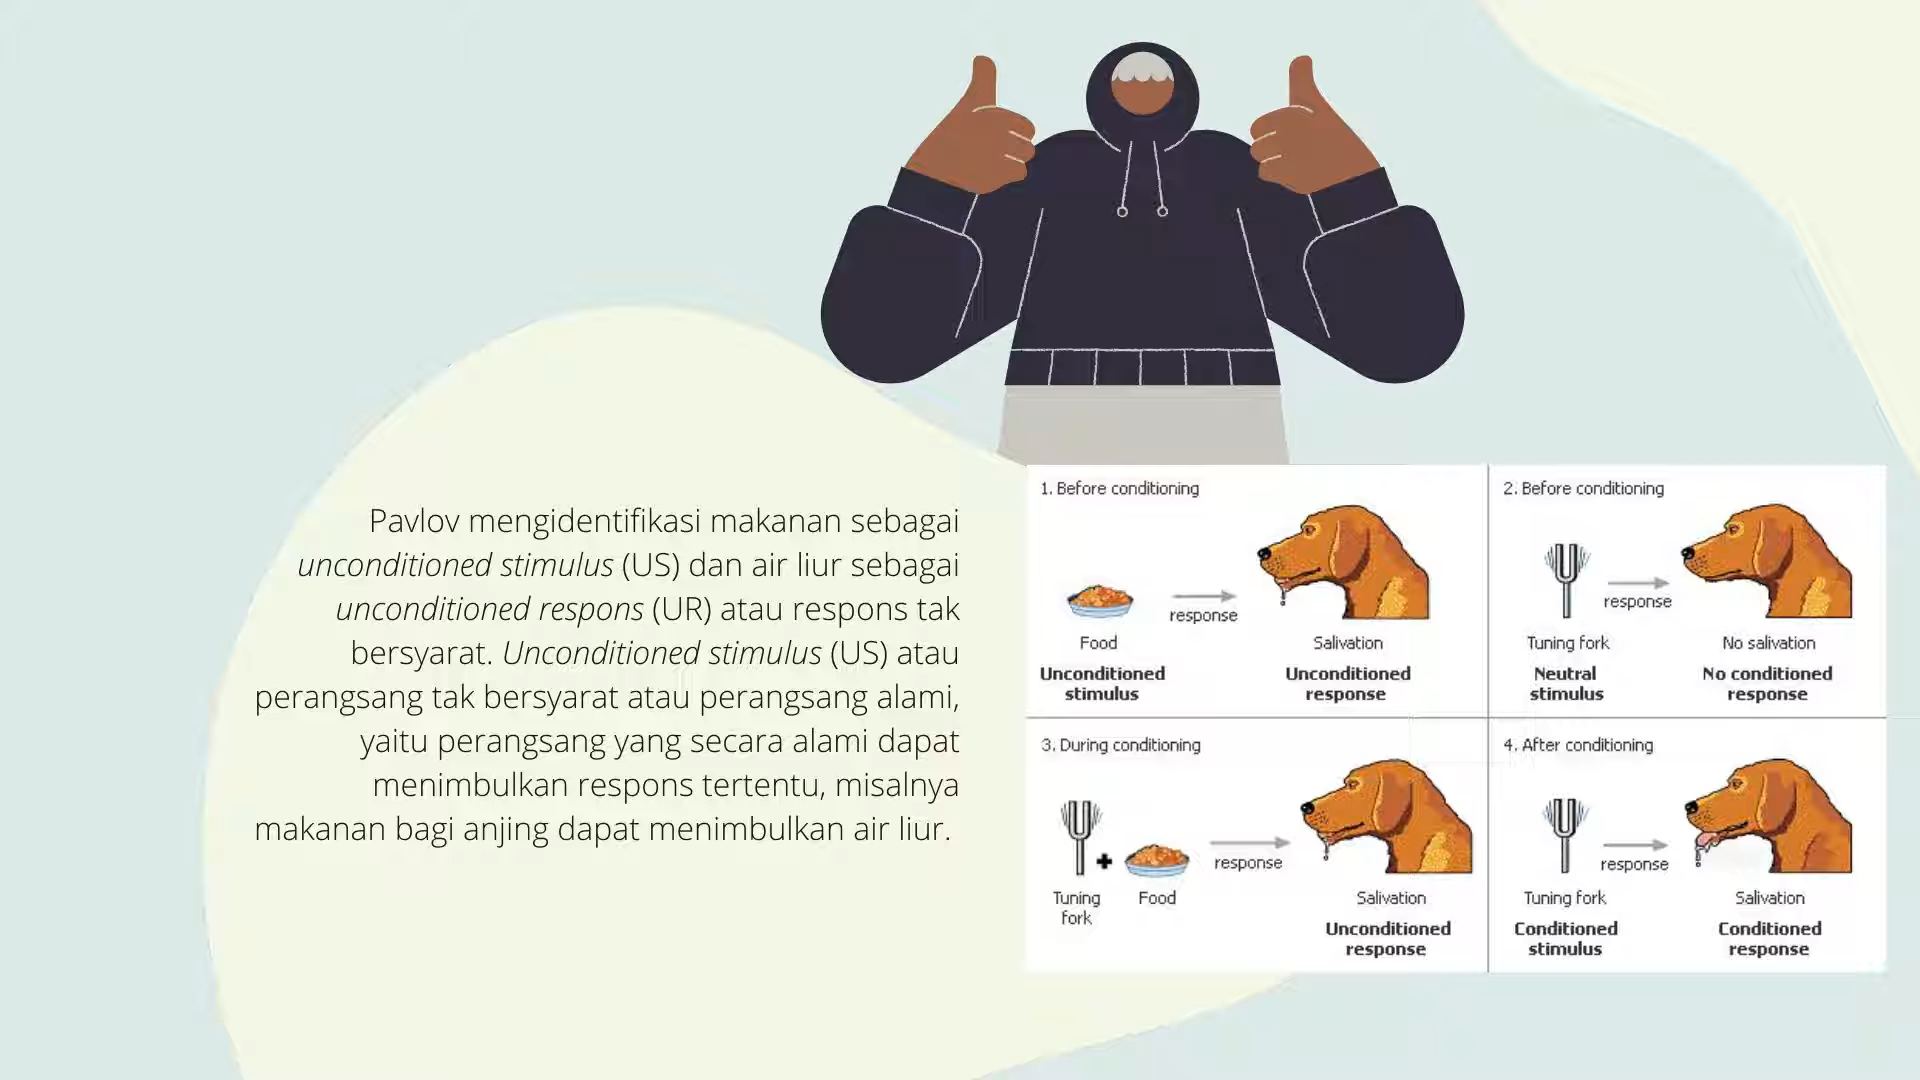 Pavlov mengidentifikasi makanan sebagai
unconditioned stimulus (US) dan air liur sebagai
unconditioned respons (UR) atau respons tak
bersyarat. Unconditioned stimulus (US) atau
perangsang tak bersyarat atau perangsang alami,
yaitu perangsang yang secara alami dapat
menimbulkan respons tertentu, misalnya
makanan bagi anjing dapat menimbulkan air liur.
1. Before conditioning
response
Food
Salivation
Unconditioned
stimulus
Unconditioned
response
2. Before conditioning
response
Tuning fork
No salivation
Neutral
stimulus
No conditioned
response
3. During conditioning
response
Tuning
fork
Food
Salivation
Unconditioned
response
4. After conditioning
response
Tuning fork
Salivation
Conditioned
stimulus
Conditioned
response